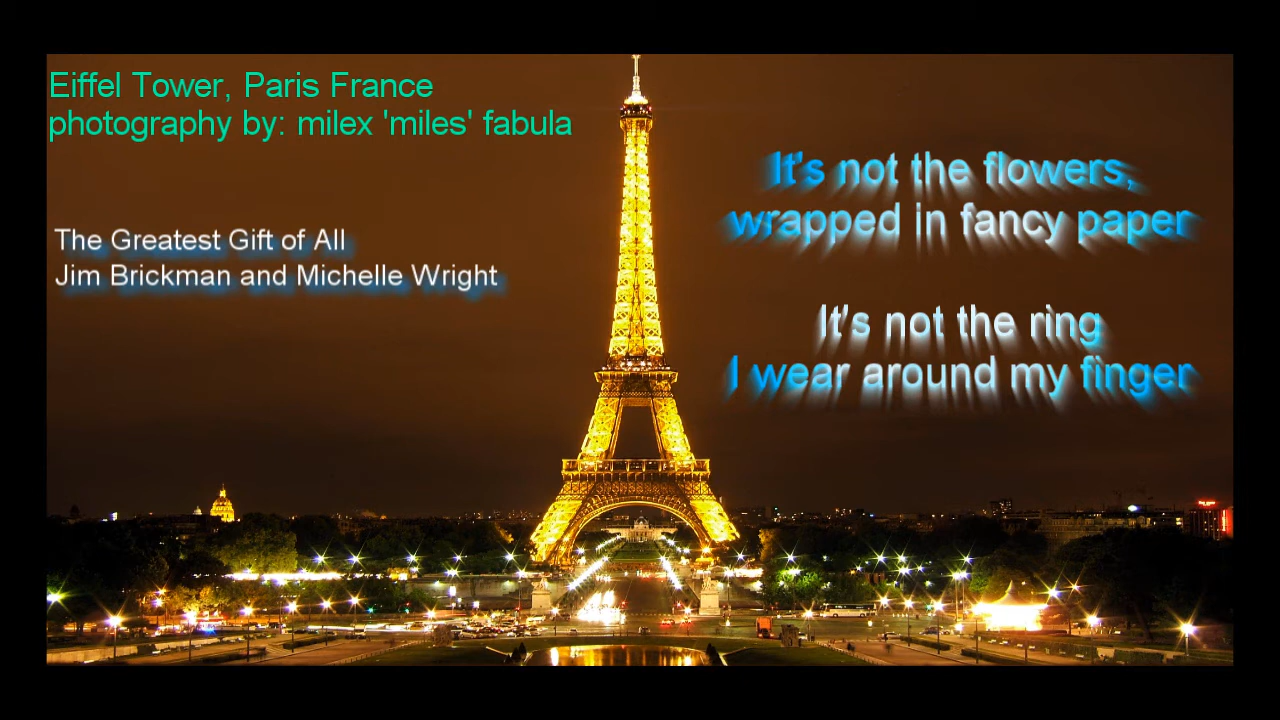 Eiffel Tower, Paris France
photography by: milex 'miles' fabula
The Greatest Gift of All
Jim Brickman and Michelle Wright
It's not the flowers,
wrapped in fancy paper
It's not the ring
I wear around my finger